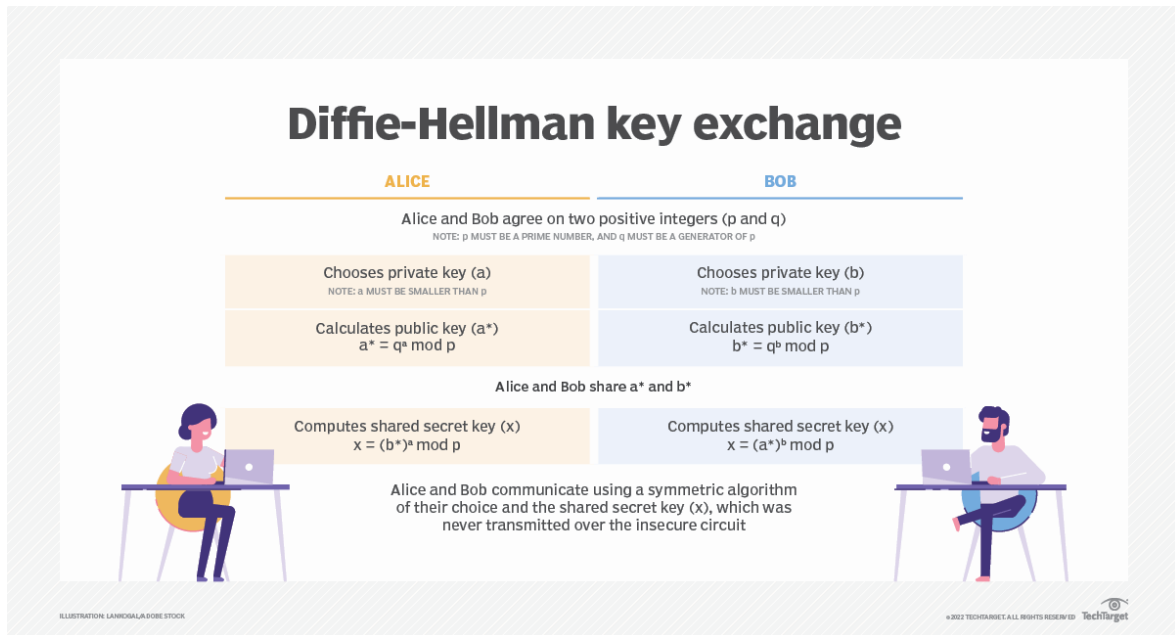 Diffie-Hellman key exchange
ALICE
BOB
Alice and Bob agree on two positive integers (p and q)
NOTE: p MUST BE A PRIME NUMBER, AND q MUST BE A GENERATOR OF p
Chooses private key (a)
NOTE: a MUST BE SMALLER THAN p
Chooses private key (b)
NOTE: b MUST BE SMALLER THAN p
Calculates public key (a*)
a* = qᵃ mod p
Calculates public key (b*)
b* = qᵇ mod p
Alice and Bob share a* and b*
Computes shared secret key (x)
x = (b*)ᵃ mod p
Computes shared secret key (x)
x = (a*)ᵇ mod p
Alice and Bob communicate using a symmetric algorithm
of their choice and the shared secret key (x), which was
never transmitted over the insecure circuit
ILLUSTRATION: /ADOBE STOCK
©2022 TECHTARGET. ALL RIGHTS RESERVED
TechTarget